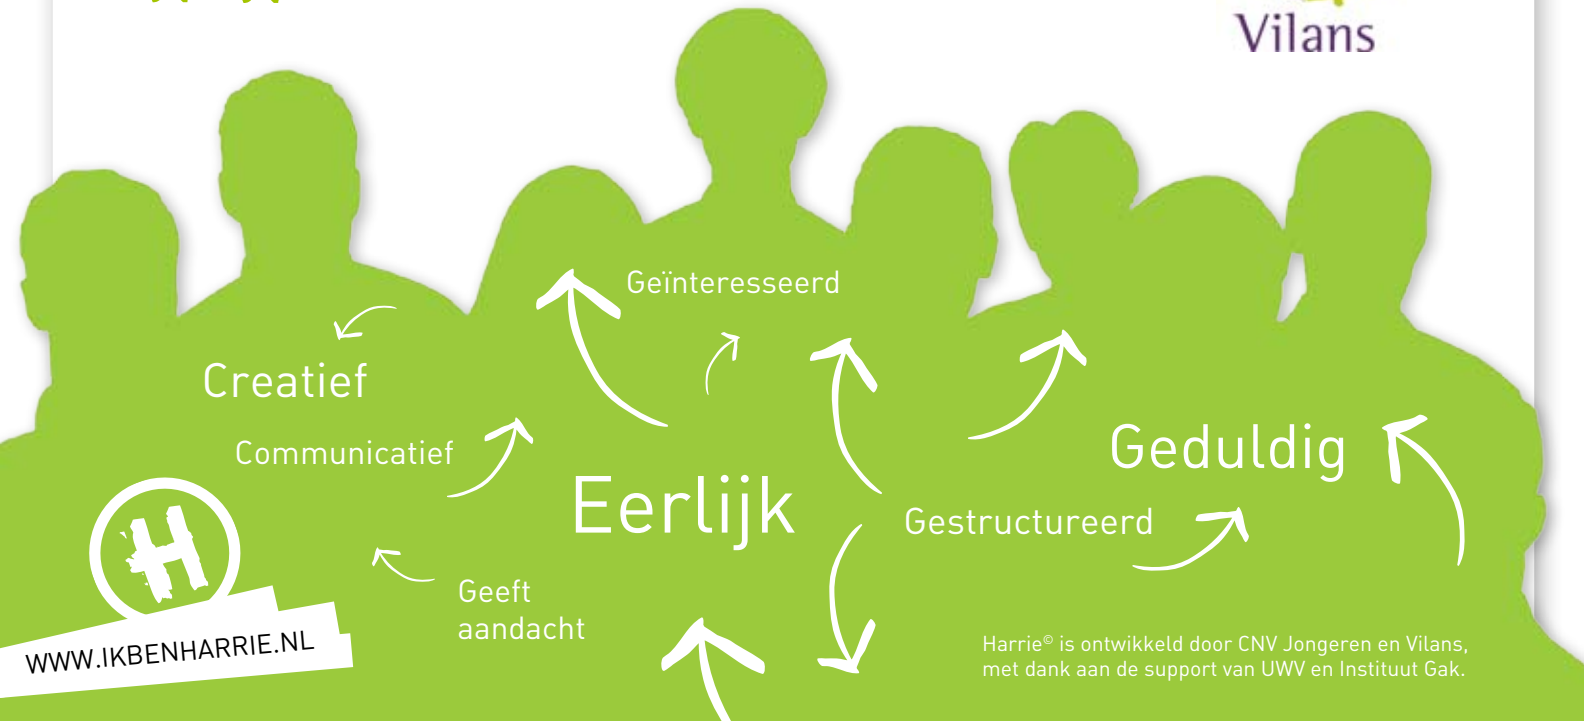 Vilans
Geïnteresseerd
Creatief
Communicatief
Geduldig
Eerlijk
Gestructureerd
H
Geeft
aandacht
WWW.IKBENHARRIE.NL
Harrie© is ontwikkeld door CNV Jongeren en Vilans,
met dank aan de support van UWV en Instituut Gak.